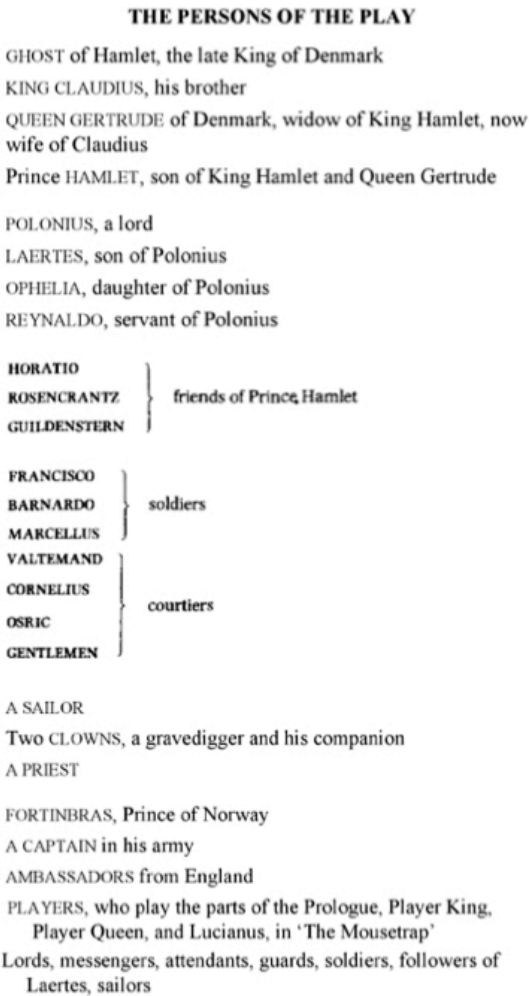 THE PERSONS OF THE PLAY
GHOST of Hamlet, the late King of Denmark
KING CLAUDIUS, his brother
QUEEN GERTRUDE of Denmark, widow of King Hamlet, now
wife of Claudius
Prince HAMLET, son of King Hamlet and Queen Gertrude
POLONIUS, a lord
LAERTES, son of Polonius
OPHELIA, daughter of Polonius
REYNALDO, servant of Polonius
HORATIO
ROSENCRANTZ friends of Prince Hamlet
GUILDENSTERN
FRANCISCO
BARNARDO soldiers
MARCELLUS
VALTEMAND
CORNELIUS
courtiers
OSRIC
GENTLEMEN
A SAILOR
Two CLOWNS, a gravedigger and his companion
A PRIEST
FORTINBRAS, Prince of Norway
A CAPTAIN in his army
AMBASSADORS from England
PLAYERS, who play the parts of the Prologue, Player King,
Player Queen, and Lucianus, in ‘The Mousetrap’
Lords, messengers, attendants, guards, soldiers, followers of
Laertes, sailors